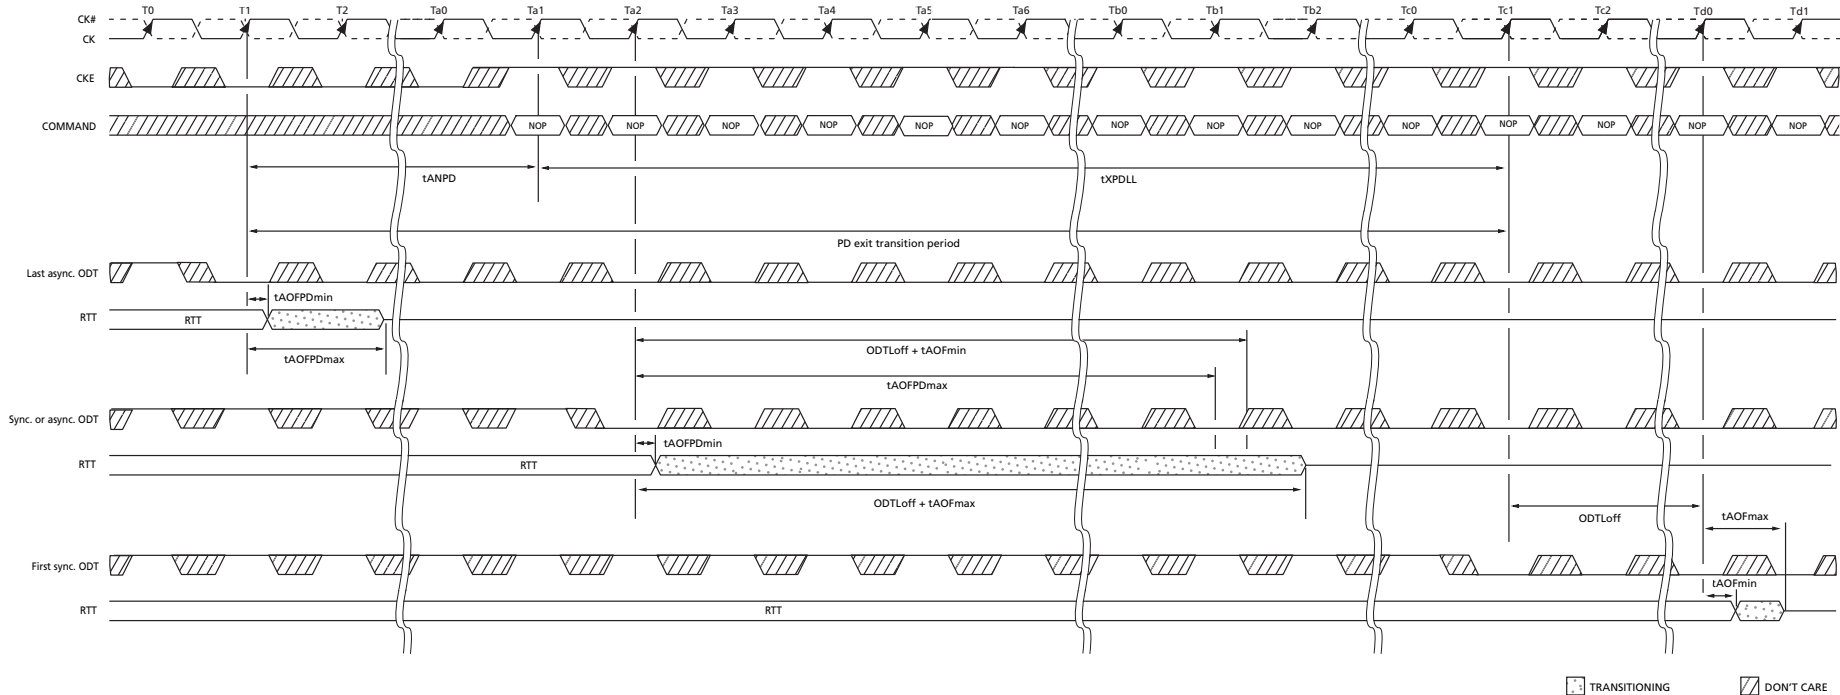 T0 T1 T2 Ta0 Ta1 Ta2 Ta3 Ta4 Ta5 Ta6 Tb0 Tb1 Tb2 Tc0 Tc1 Tc2 Td0 Td1
CK#
CK
CKE
COMMAND NOP NOP NOP NOP NOP NOP NOP NOP NOP NOP NOP NOP NOP NOP
tANPD tXPDLL
PD exit transition period
Last async. ODT
tAOFPDmin
RTT RTT
tAOFPDmax
ODTLoff + tAOFmin
tAOFPDmax
Sync. or async. ODT
tAOFPDmin
RTT RTT
ODTLoff + tAOFmax
ODTLoff tAOFmax
First sync. ODT
tAOFmin
RTT RTT
TRANSITIONING DON'T CARE